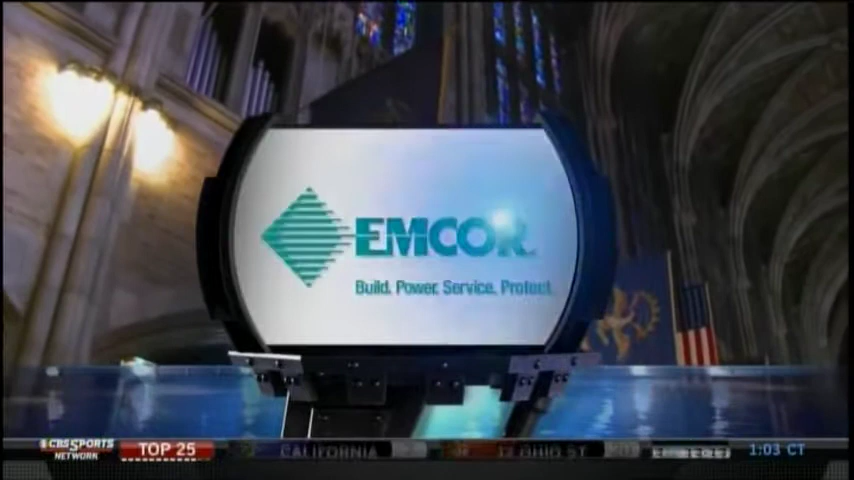 EMCOR
Build. Power. Service. Protect.
CBS SPORTS
NETWORK
TOP 25
CALIFORNIA
OHIO ST
1:03 CT